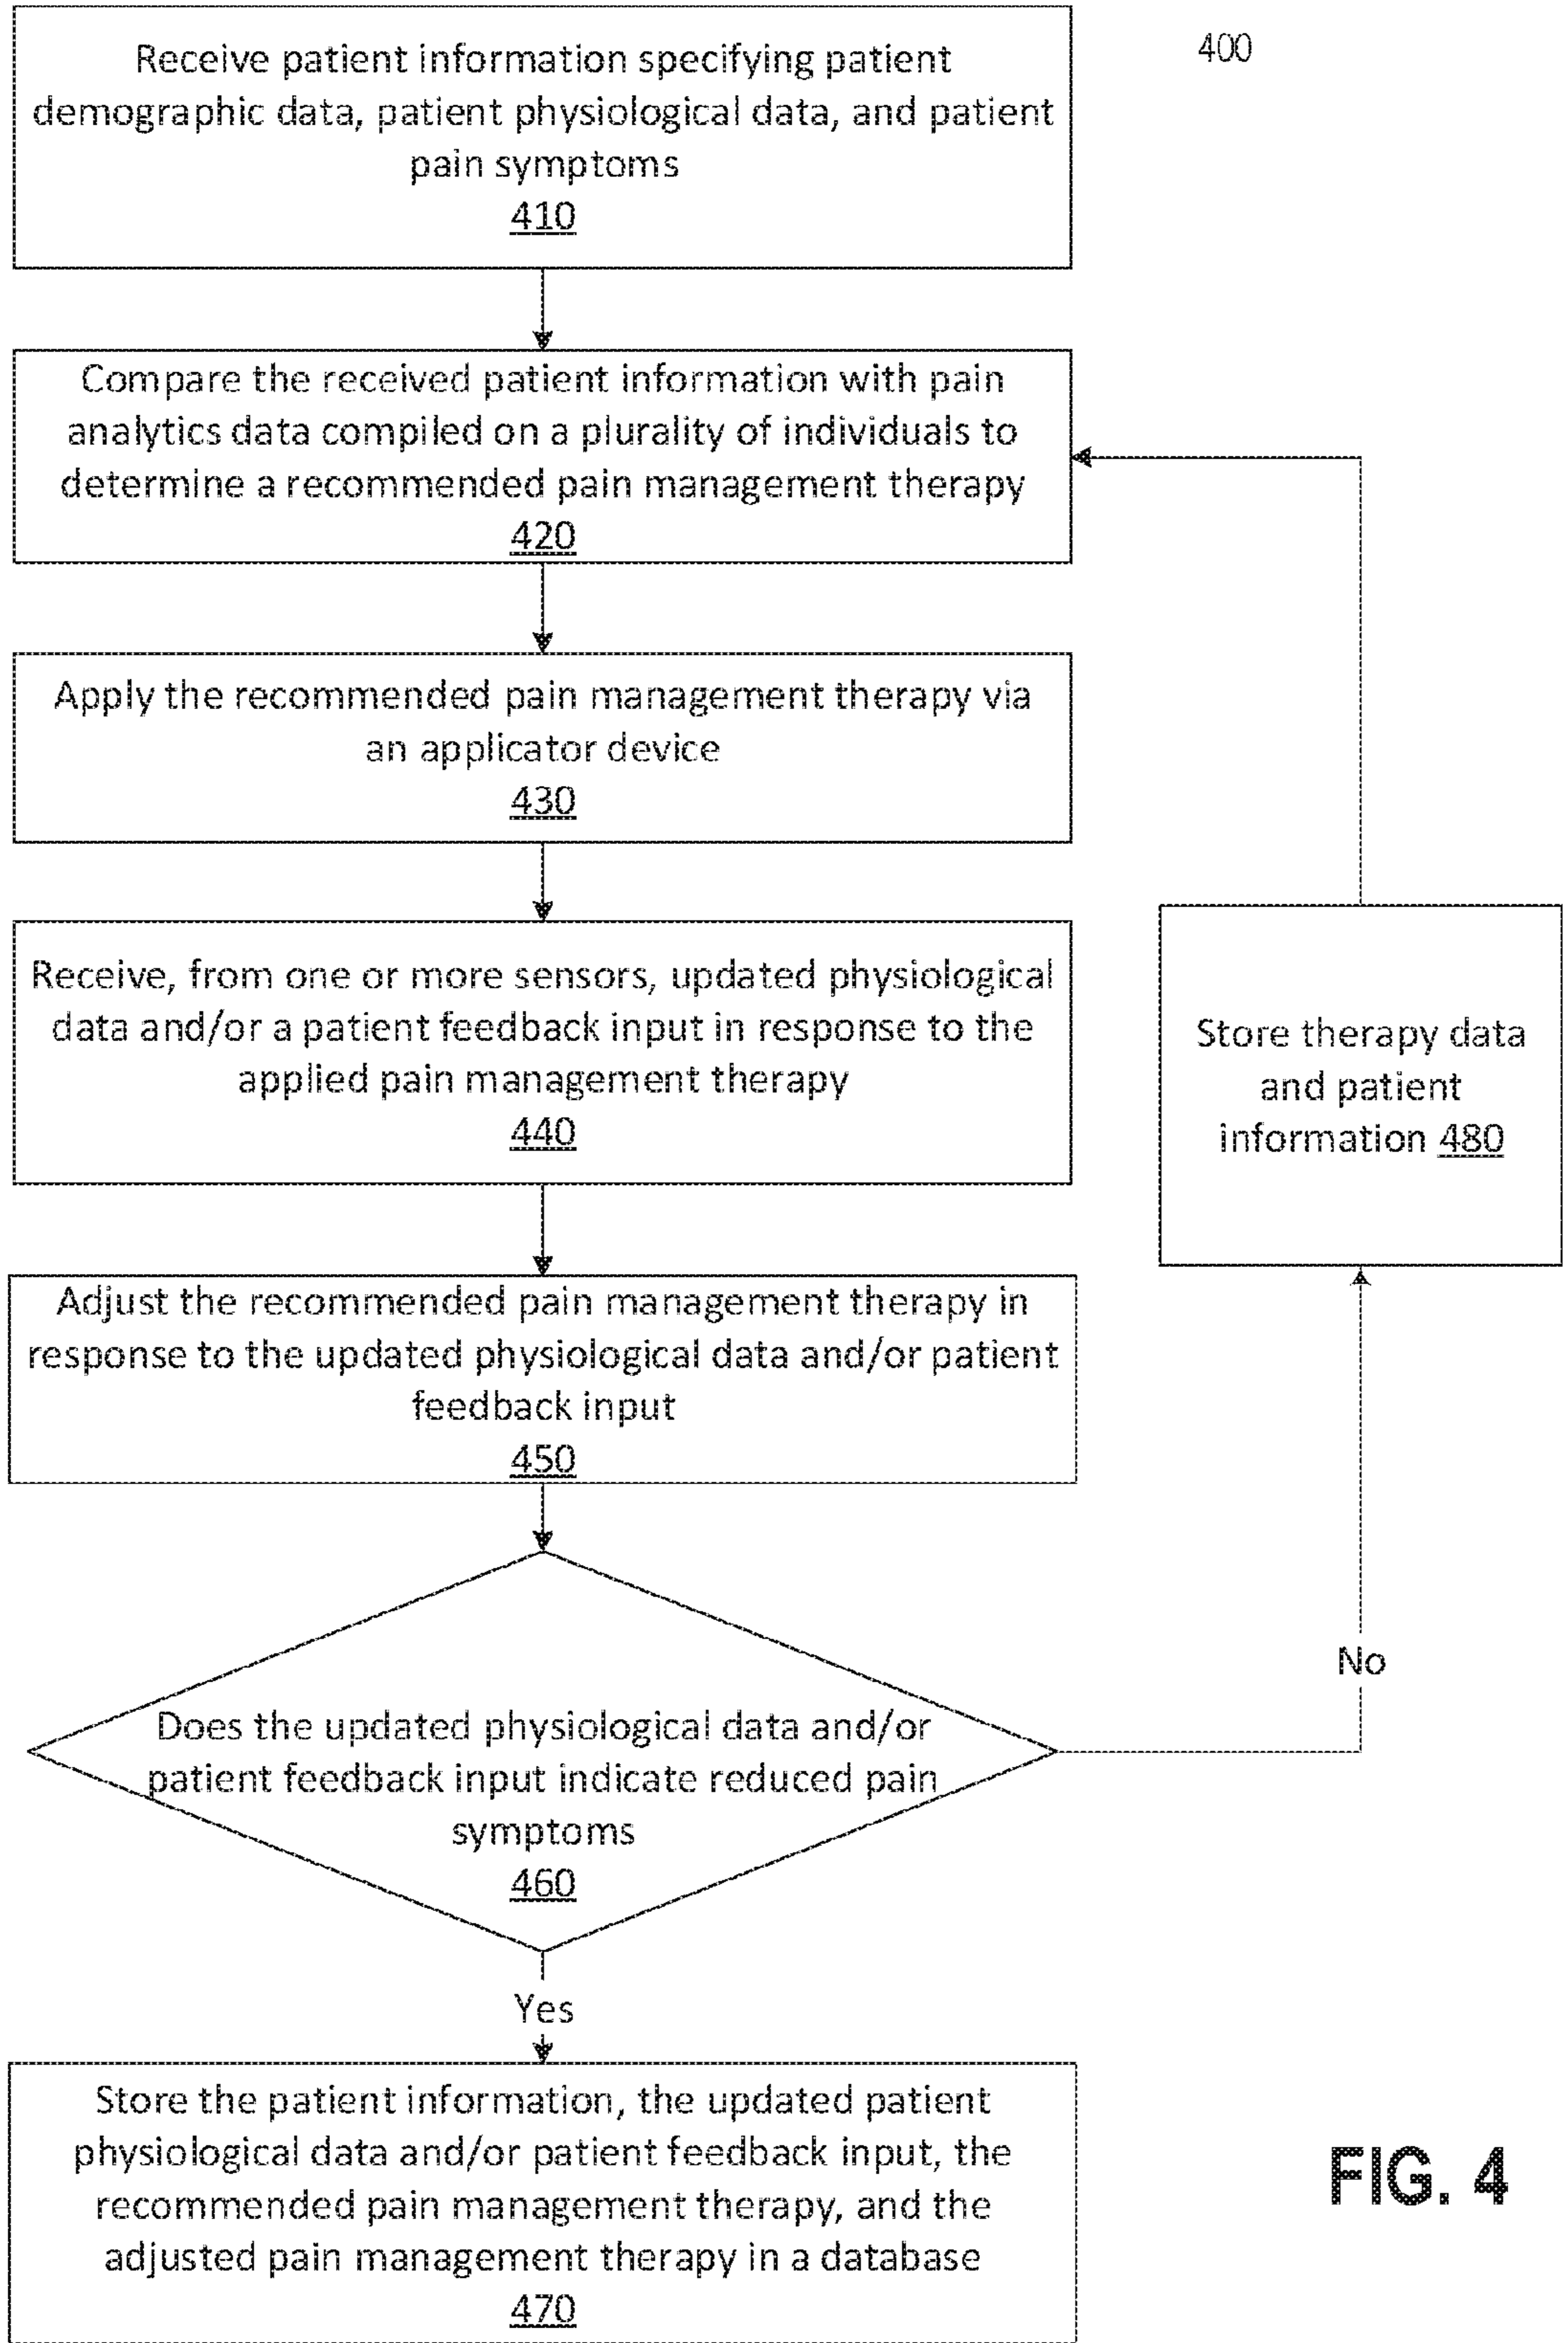 400
Receive patient information specifying patient
demographic data, patient physiological data, and patient
pain symptoms
410
Compare the received patient information with pain
analytics data compiled on a plurality of individuals to
determine a recommended pain management therapy
420
Apply the recommended pain management therapy via
an applicator device
430
Receive, from one or more sensors, updated physiological
data and/or a patient feedback input in response to the
applied pain management therapy
440
Store therapy data
and patient
information 480
Adjust the recommended pain management therapy in
response to the updated physiological data and/or patient
feedback input
450
No
Does the updated physiological data and/or
patient feedback input indicate reduced pain
symptoms
460
Yes
Store the patient information, the updated patient
physiological data and/or patient feedback input, the
recommended pain management therapy, and the
adjusted pain management therapy in a database
470
FIG. 4